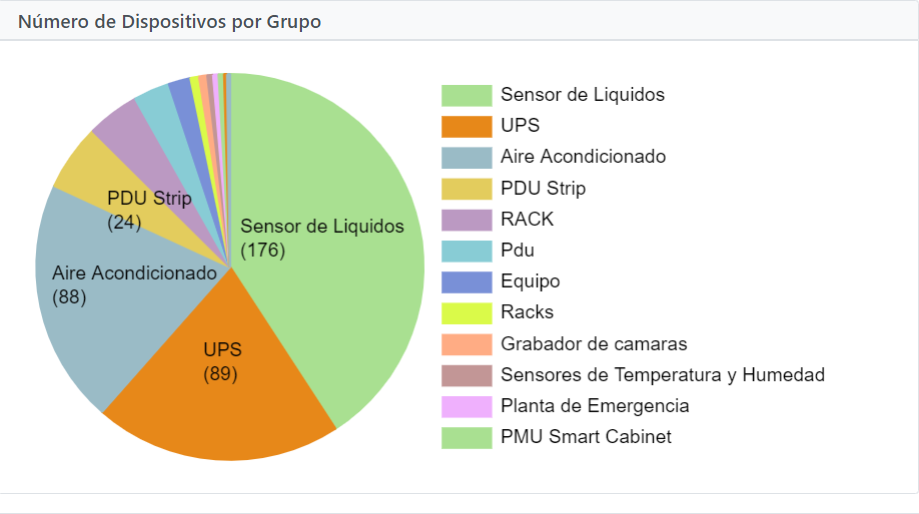 Número de Dispositivos por Grupo
PDU Strip
(24)
Sensor de Liquidos
(176)
Aire Acondicionado
(88)
UPS
(89)
Sensor de Liquidos
UPS
Aire Acondicionado
PDU Strip
RACK
Pdu
Equipo
Racks
Grabador de camaras
Sensores de Temperatura y Humedad
Planta de Emergencia
PMU Smart Cabinet